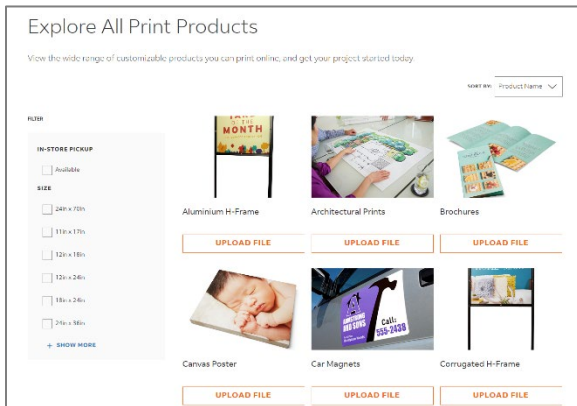 Explore All Print Products
View the wide range of customizable products you can print online, and get your project started today.
SORT BY: Product Name
FILTER
IN-STORE PICKUP
Available
SIZE
24in x 70in
11in x 17in
12in x 18in
12in x 24in
18in x 24in
24in x 36in
+ SHOW MORE
OF THE
MONTH
Aluminium H-Frame
Architectural Prints
Brochures
UPLOAD FILE
UPLOAD FILE
UPLOAD FILE
Call:
555-2438
Canvas Poster
Car Magnets
Corrugated H-Frame
UPLOAD FILE
UPLOAD FILE
UPLOAD FILE